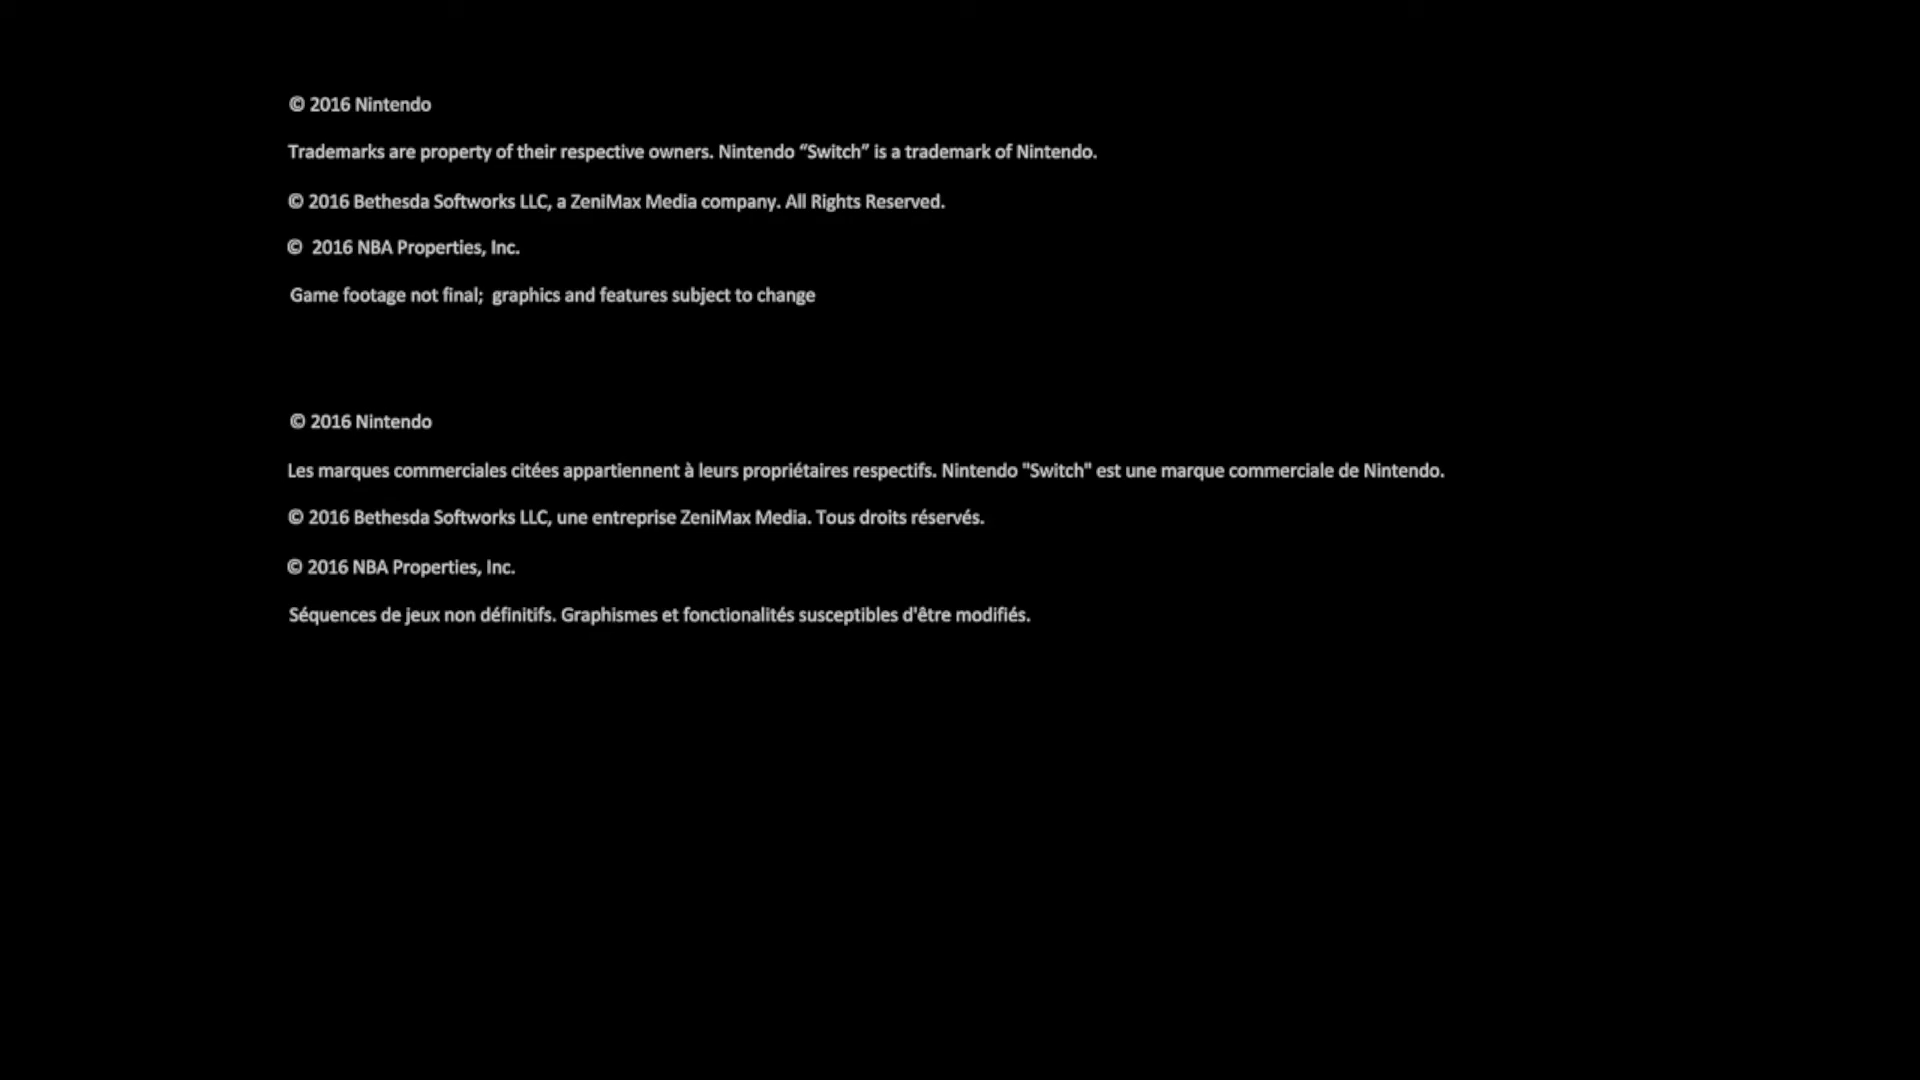 © 2016 Nintendo
Trademarks are property of their respective owners. Nintendo “Switch” is a trademark of Nintendo.
© 2016 Bethesda Softworks LLC, a ZeniMax Media company. All Rights Reserved.
© 2016 NBA Properties, Inc.
Game footage not final; graphics and features subject to change
© 2016 Nintendo
Les marques commerciales citées appartiennent à leurs propriétaires respectifs. Nintendo "Switch" est une marque commerciale de Nintendo.
© 2016 Bethesda Softworks LLC, une entreprise ZeniMax Media. Tous droits réservés.
© 2016 NBA Properties, Inc.
Séquences de jeux non définitifs. Graphismes et fonctionalités susceptibles d'être modifiés.